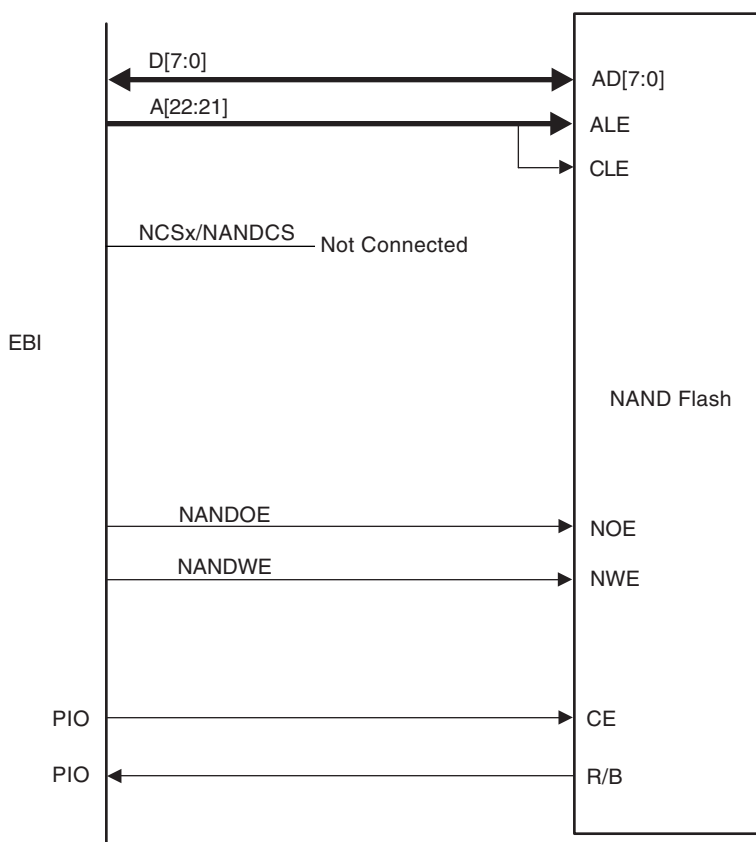 D[7:0]
AD[7:0]
A[22:21]
ALE
CLE
NCSx/NANDCS
Not Connected
EBI
NAND Flash
NANDOE
NOE
NANDWE
NWE
PIO
CE
PIO
R/B